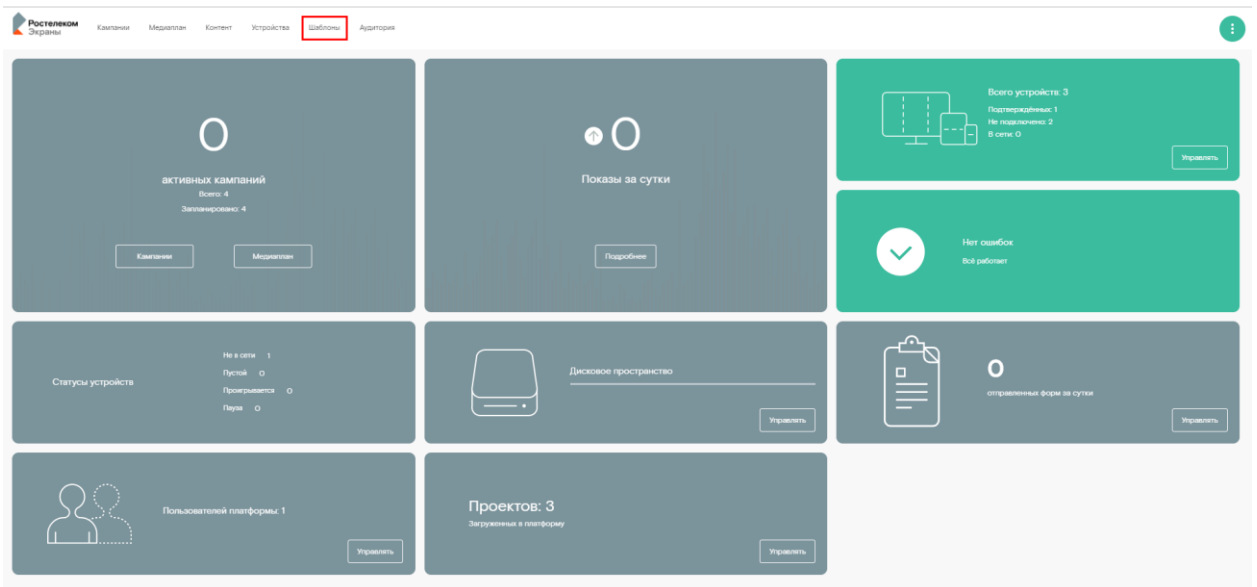 Ростелеком
Экраны
Кампании Медиаплан Контент Устройства Шаблоны Аудитория
0
активных кампаний
Всего: 4
Запланировано: 4
Кампании Медиаплан
0
Показы за сутки
Подробнее
Всего устройств: 3
Подтверждённых: 1
Не подключено: 2
В сети: 0
Управлять
Нет ошибок
Всё работает
Статусы устройств
Не в сети 1
Пустой 0
Проигрывается 0
Пауза 0
Дисковое пространство
Управлять
0
отправленных форм за сутки
Управлять
Пользователей платформы: 1
Управлять
Проектов: 3
Загруженных в платформу
Управлять